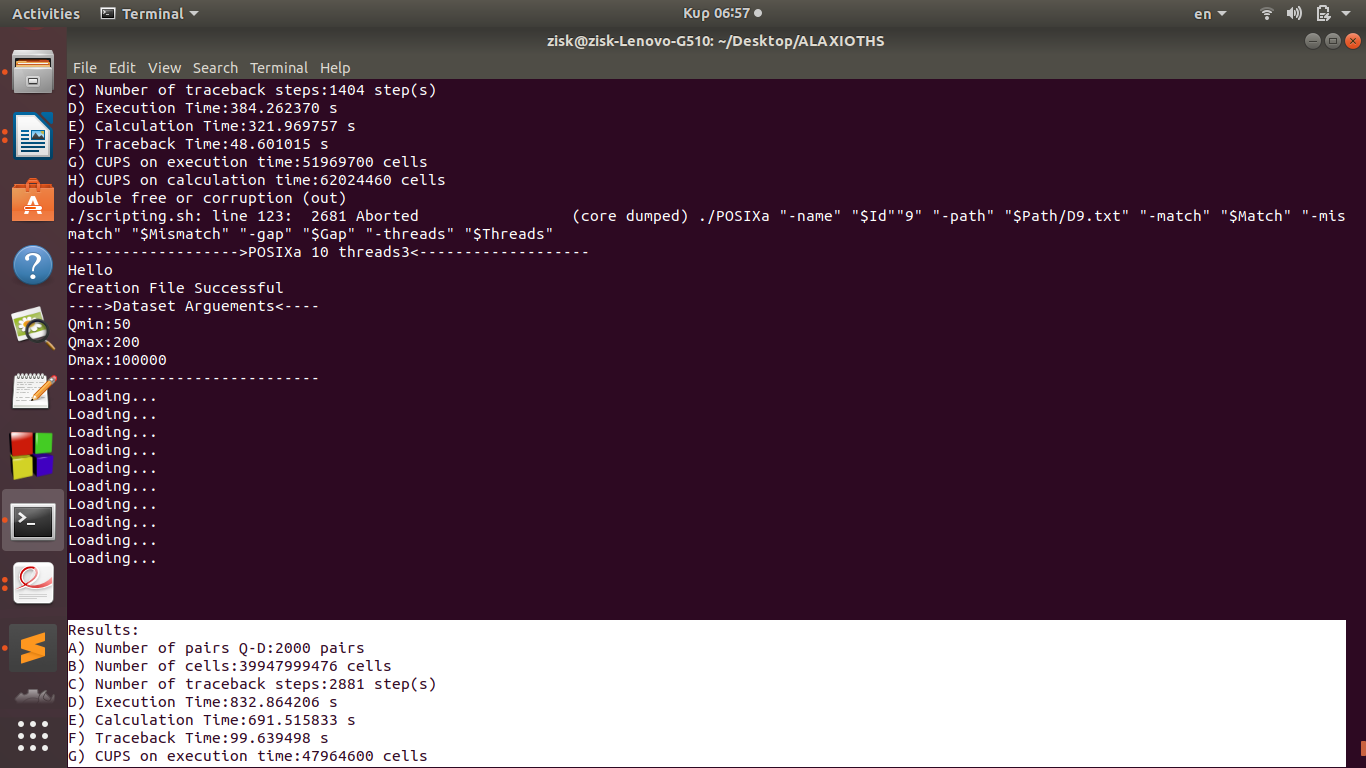 Activities Terminal Κυρ 06:57 en
zisk@zisk-Lenovo-G510: ~/Desktop/ALAXIOTHS
File Edit View Search Terminal Help
C) Number of traceback steps:1404 step(s)
D) Execution Time:384.262370 s
E) Calculation Time:321.969757 s
F) Traceback Time:48.601015 s
G) CUPS on execution time:51969700 cells
H) CUPS on calculation time:62024460 cells
double free or corruption (out)
./scripting.sh: line 123:  2681 Aborted                 (core dumped) ./POSIXa "-name" "$Id""9" "-path" "$Path/D9.txt" "-match" "$Match" "-mis
match" "$Mismatch" "-gap" "$Gap" "-threads" "$Threads"
------------------->POSIXa 10 threads3<-------------------
Hello
Creation File Successful
---->Dataset Arguements<----
Qmin:50
Qmax:200
Dmax:100000
----------------------------
Loading...
Loading...
Loading...
Loading...
Loading...
Loading...
Loading...
Loading...
Loading...
Loading...
Results:
A) Number of pairs Q-D:2000 pairs
B) Number of cells:39947999476 cells
C) Number of traceback steps:2881 step(s)
D) Execution Time:832.864206 s
E) Calculation Time:691.515833 s
F) Traceback Time:99.639498 s
G) CUPS on execution time:47964600 cells